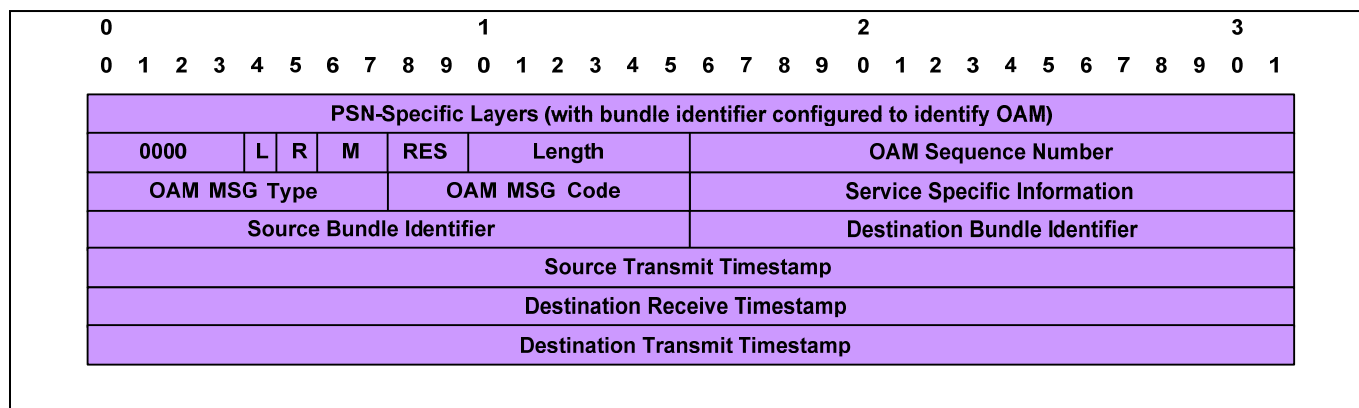 0 1 2 3
0 1 2 3 4 5 6 7 8 9 0 1 2 3 4 5 6 7 8 9 0 1 2 3 4 5 6 7 8 9 0 1
PSN-Specific Layers (with bundle identifier configured to identify OAM)
0000 L R M RES Length OAM Sequence Number
OAM MSG Type OAM MSG Code Service Specific Information
Source Bundle Identifier Destination Bundle Identifier
Source Transmit Timestamp
Destination Receive Timestamp
Destination Transmit Timestamp